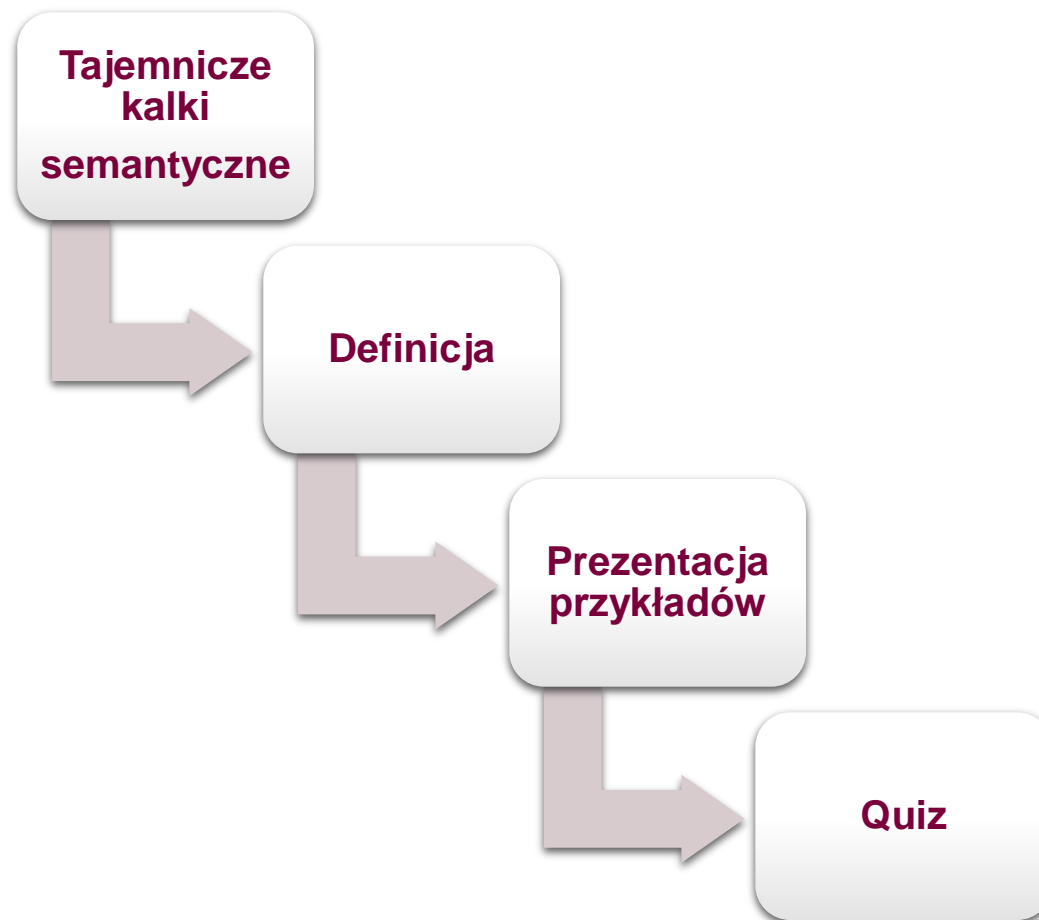 Tajemnicze
kalki
semantyczne
Definicja
Prezentacja
przykładów
Quiz